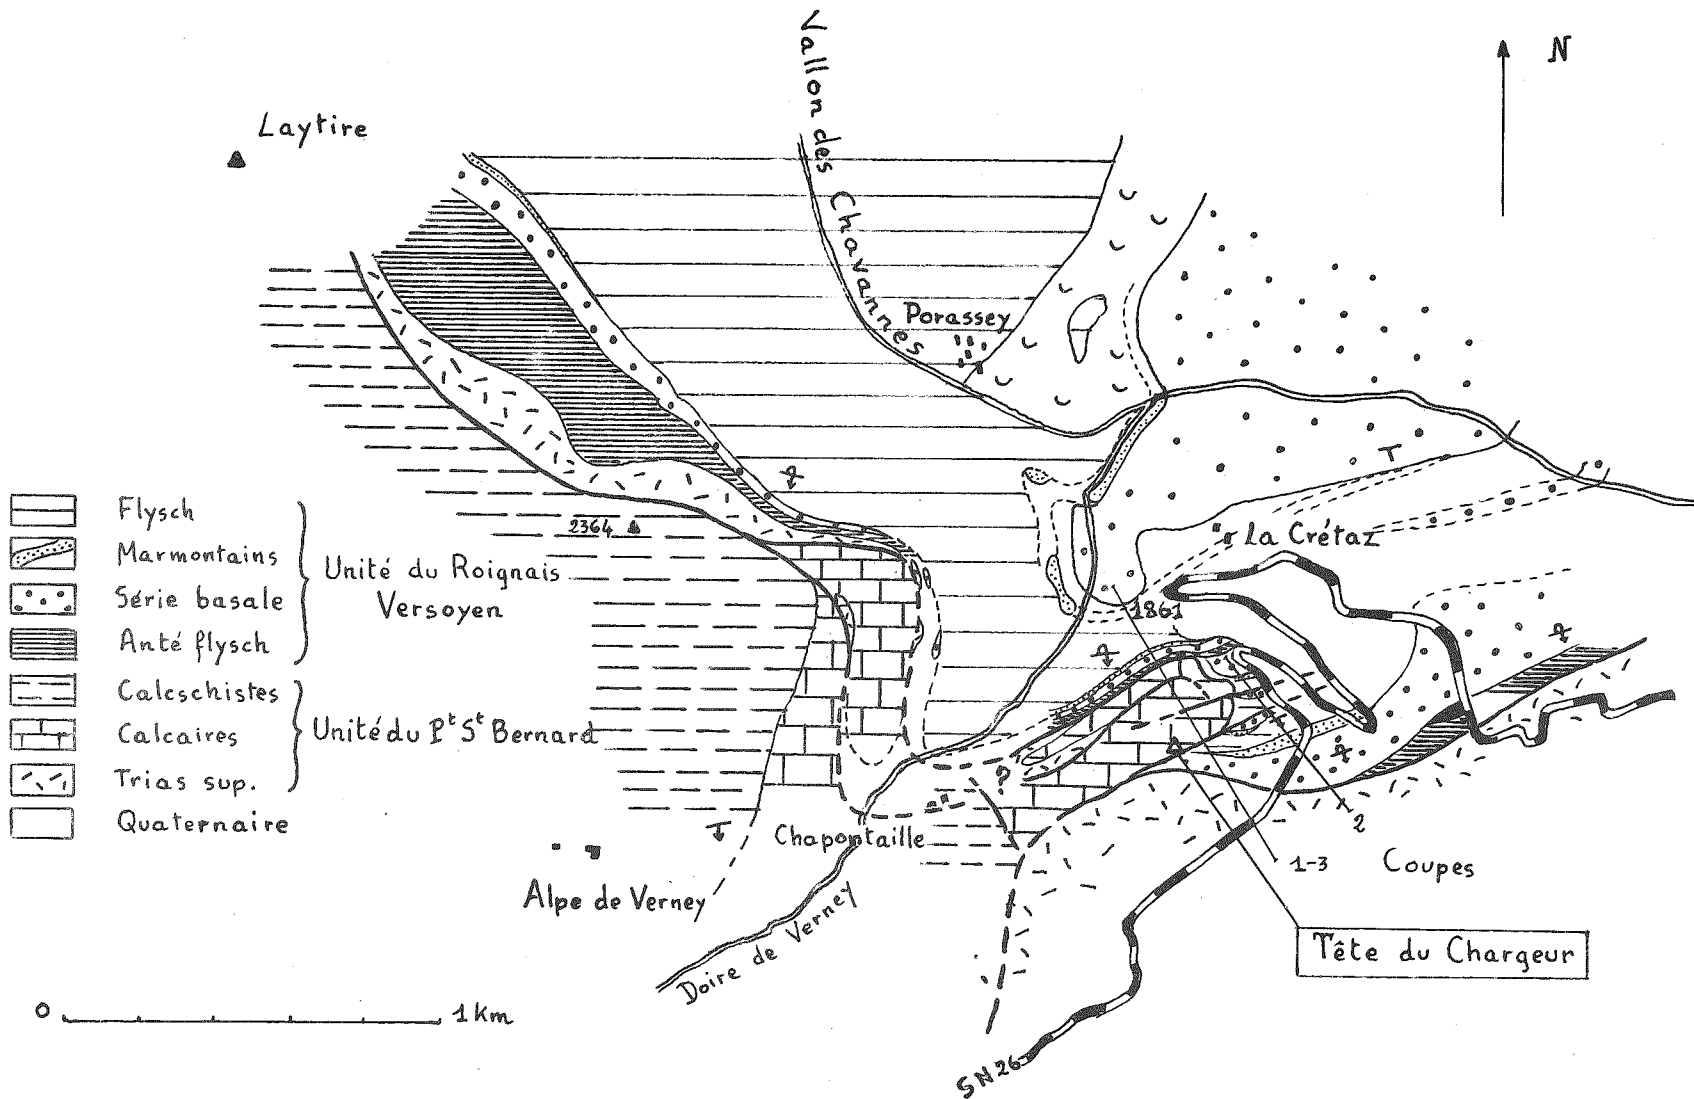 Vallon des Chavannes
N
Laytire
Porassey
Flysch
Marmontains
Série basale
Anté flysch
Unité du Roignais
Versoyen
Calcschistes
Calcaires
Trias sup.
Unité du Pt St Bernard
Quaternaire
2364
La Crétaz
1861
?
Chapontaille
2
1-3
Coupes
Alpe de Verney
Doire de Verney
Tête du Chargeur
0
1 km
SN 26